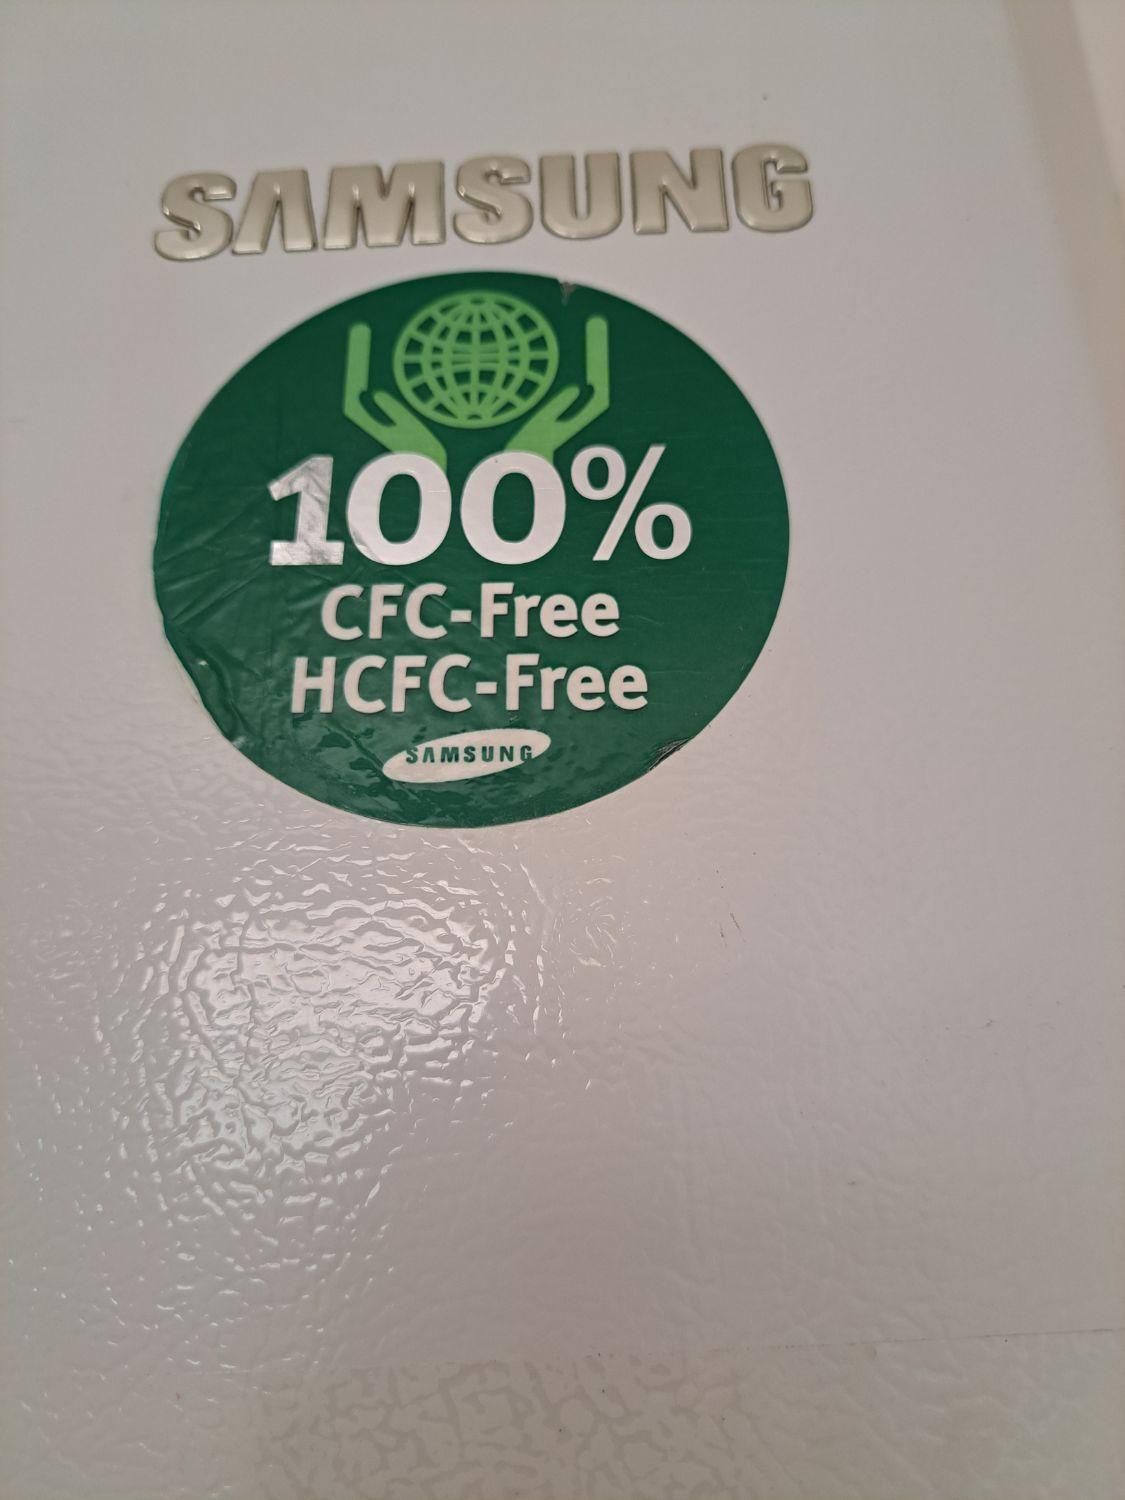 SAMSUNG
100%
CFC-Free
HCFC-Free
SAMSUNG